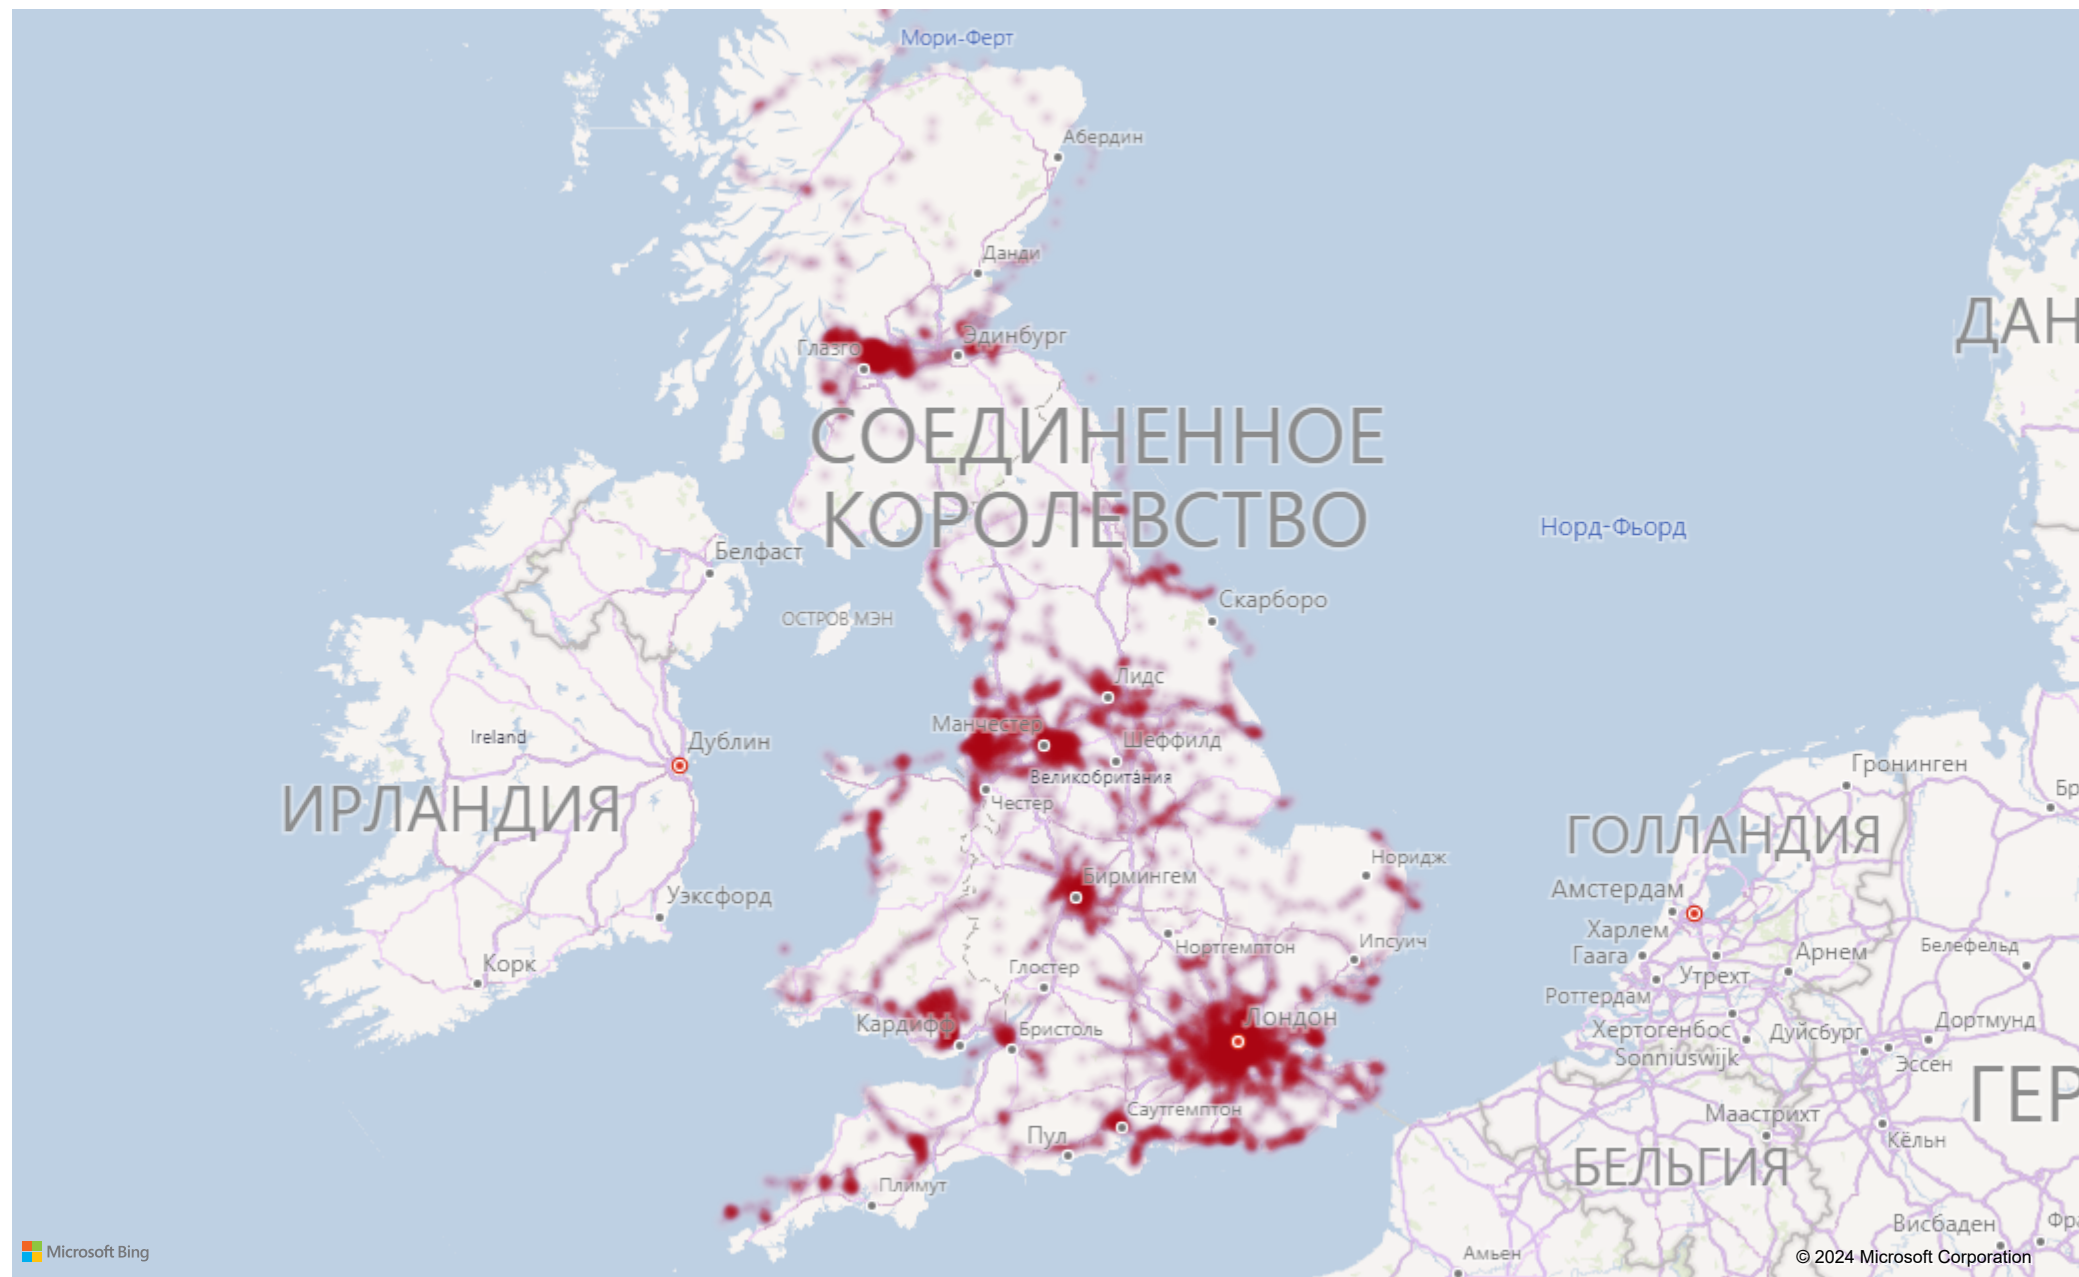 Мори-Ферт
Абердин
Данди
Эдинбург
Глазго
ДАН
СОЕДИНЕННОЕ
КОРОЛЕВСТВО
Норд-Фьорд
Белфаст
ОСТРОВ МЭН
Скарборо
Лидс
Манчестер
Шеффилд
Великобритания
Честер
Ireland
Дублин
ИРЛАНДИЯ
Гронинген
Бр
ГОЛЛАНДИЯ
Норидж
Бирмингем
Амстердам
Уэксфорд
Харлем
Нортгемптон
Ипсуич
Гаага
Утрехт
Арнем
Белефельд
Корк
Глостер
Роттердам
Кардифф
Бристоль
Лондон
Хертогенбос
Дуйсбург
Дортмунд
Sonniuswijk
Эссен
ГЕР
Саутгемптон
Маастрихт
Пул
Кёльн
БЕЛЬГИЯ
Плимут
Висбаден
Фра
Амьен
Microsoft Bing
© 2024 Microsoft Corporation